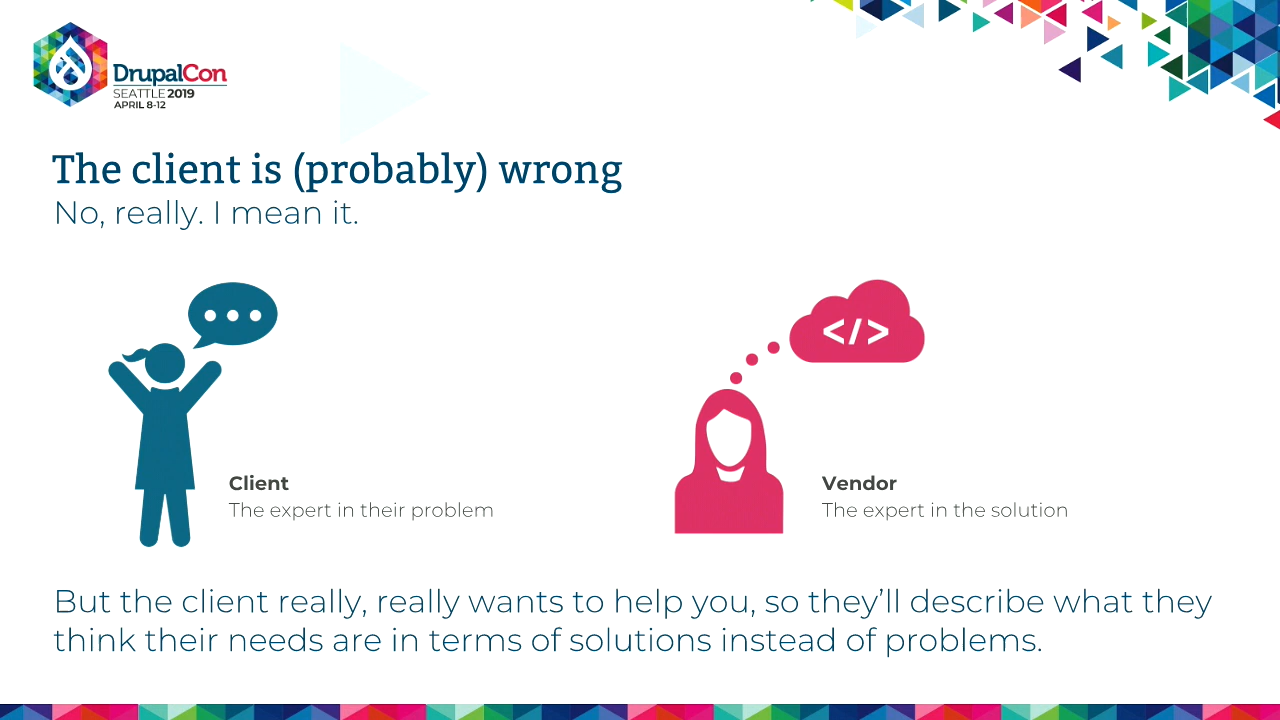 DrupalCon
SEATTLE 2019
APRIL 8-12
The client is (probably) wrong
No, really. I mean it.
</>
Client
The expert in their problem
Vendor
The expert in the solution
But the client really, really wants to help you, so they’ll describe what they
think their needs are in terms of solutions instead of problems.